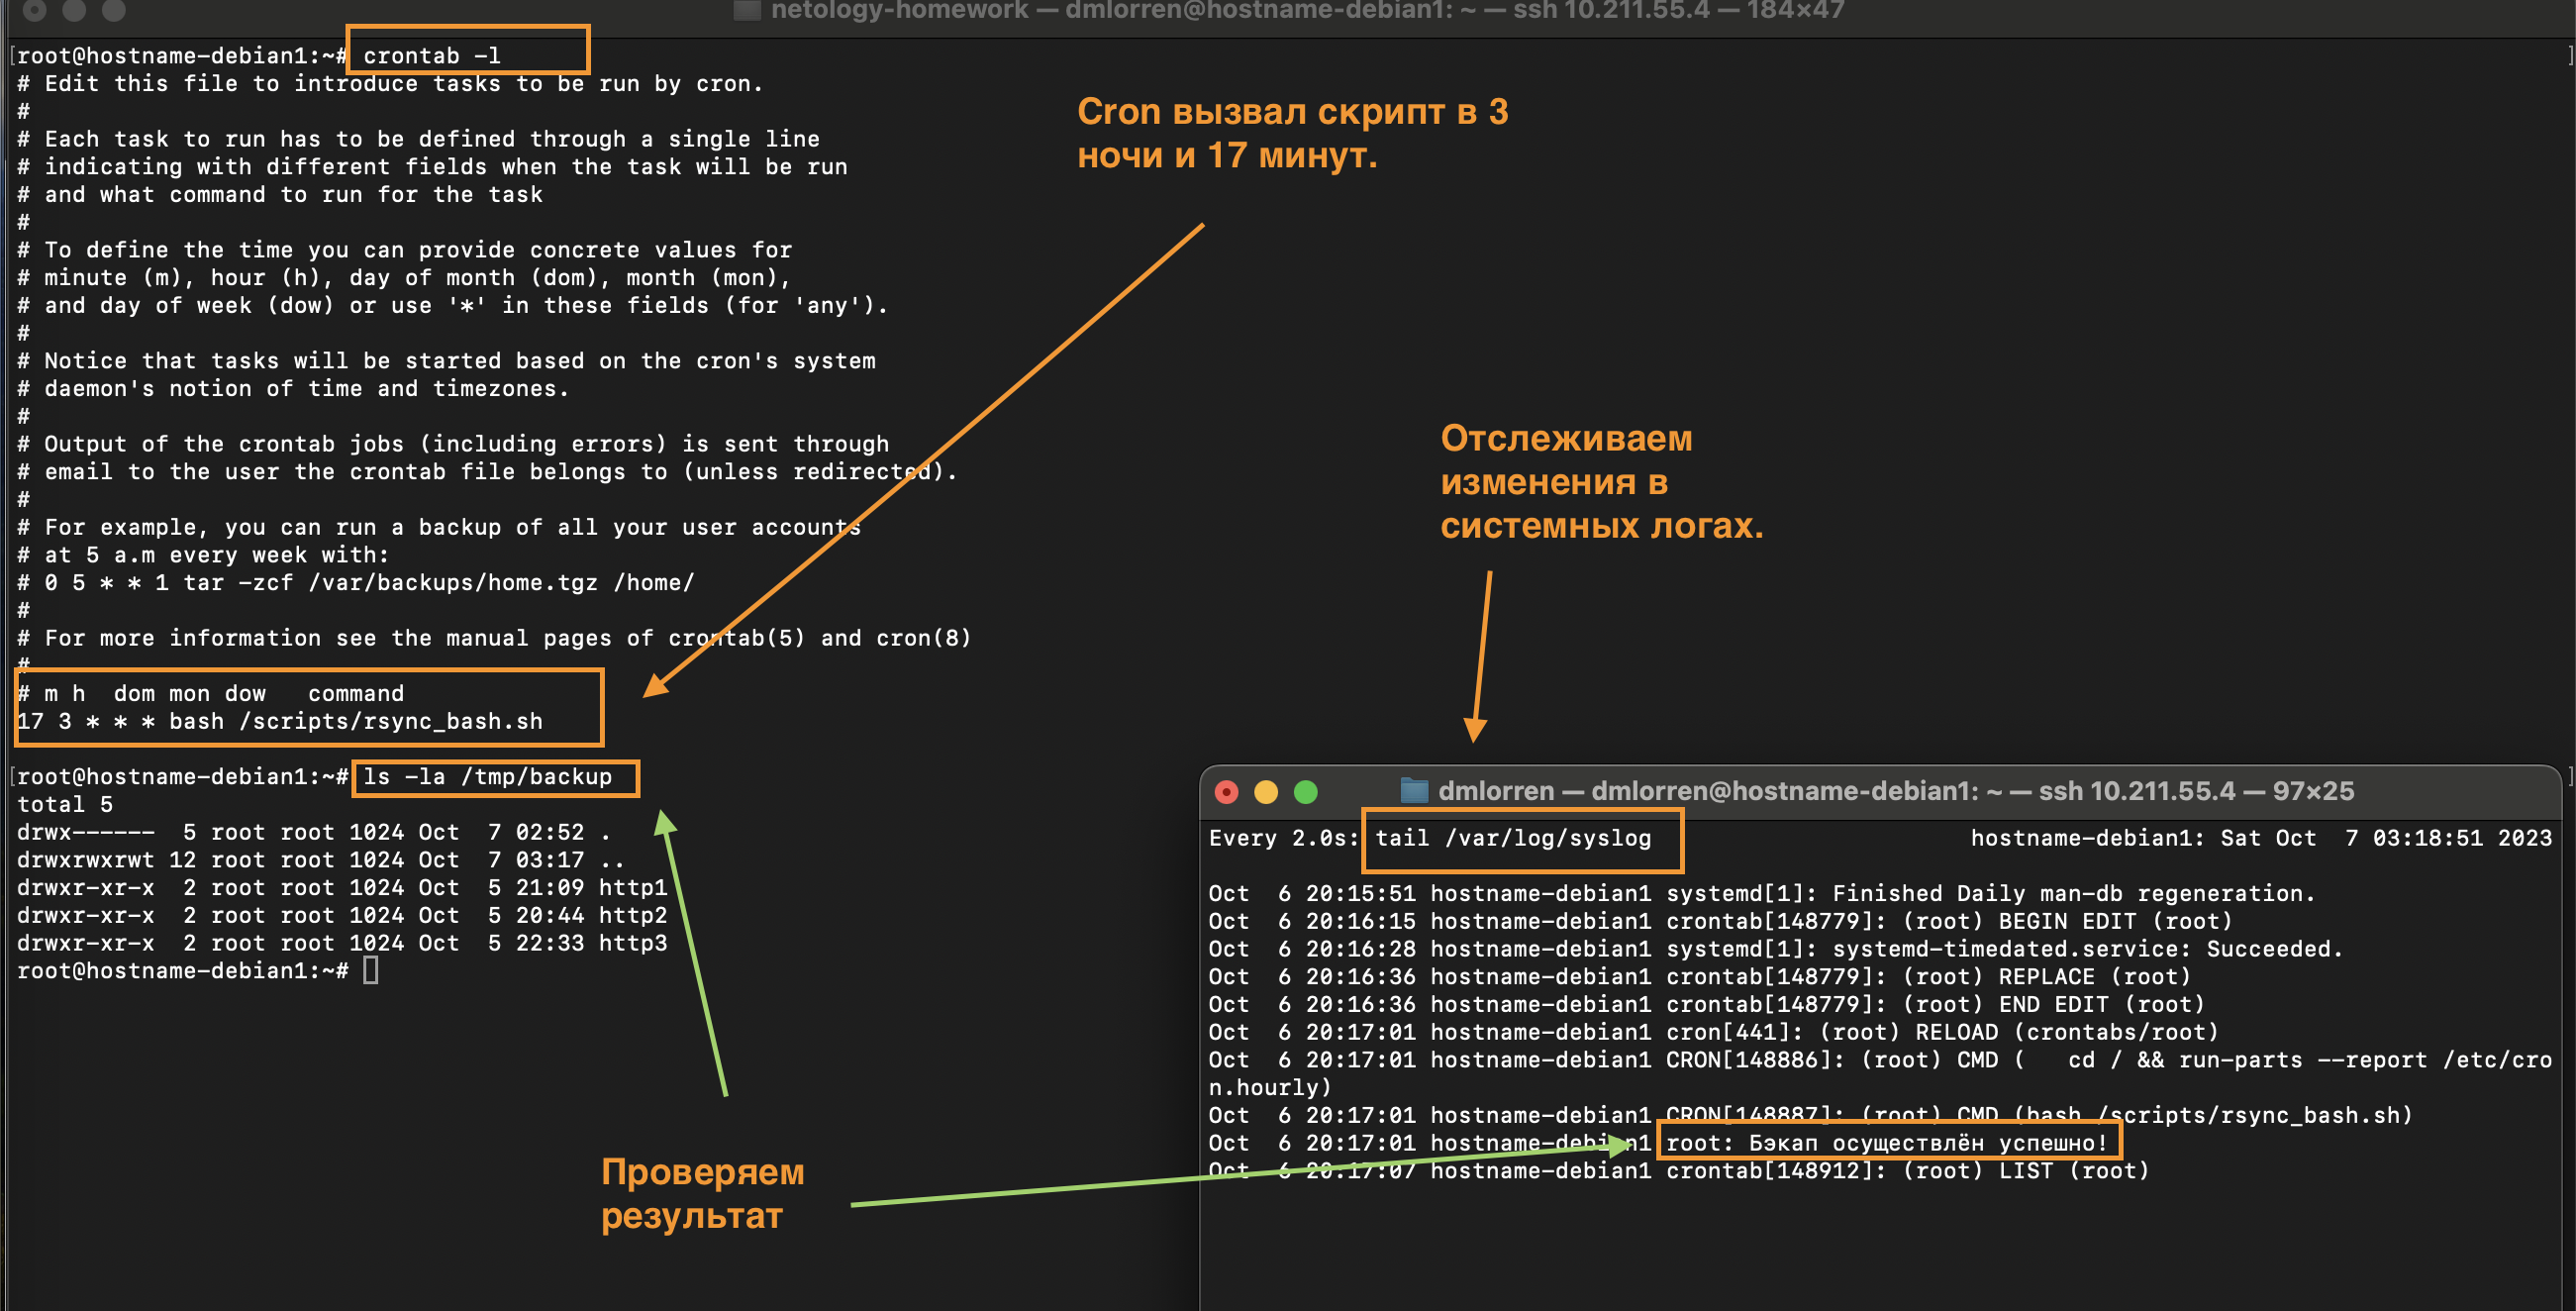 netology-homework — dmlorren@hostname-debian1: ~ — ssh 10.211.55.4 — 184×47
[root@hostname-debian1:~# crontab -l ]
# Edit this file to introduce tasks to be run by cron.
#
# Each task to run has to be defined through a single line
# indicating with different fields when the task will be run
# and what command to run for the task
#
# To define the time you can provide concrete values for
# minute (m), hour (h), day of month (dom), month (mon),
# and day of week (dow) or use '*' in these fields (for 'any').
#
# Notice that tasks will be started based on the cron's system
# daemon's notion of time and timezones.
#
# Output of the crontab jobs (including errors) is sent through
# email to the user the crontab file belongs to (unless redirected).
#
# For example, you can run a backup of all your user accounts
# at 5 a.m every week with:
# 0 5 * * 1 tar -zcf /var/backups/home.tgz /home/
#
# For more information see the manual pages of crontab(5) and cron(8)
#
# m h  dom mon dow   command
17 3 * * * bash /scripts/rsync_bash.sh
[root@hostname-debian1:~# ls -la /tmp/backup ]
total 5
drwx------  5 root root 1024 Oct  7 02:52 .
drwxrwxrwt 12 root root 1024 Oct  7 03:17 ..
drwxr-xr-x  2 root root 1024 Oct  5 21:09 http1
drwxr-xr-x  2 root root 1024 Oct  5 20:44 http2
drwxr-xr-x  2 root root 1024 Oct  5 22:33 http3
root@hostname-debian1:~#
Cron вызвал скрипт в 3
ночи и 17 минут.
Отслеживаем
изменения в
системных логах.
Проверяем
результат
dmlorren — dmlorren@hostname-debian1: ~ — ssh 10.211.55.4 — 97×25
Every 2.0s: tail /var/log/syslog hostname-debian1: Sat Oct  7 03:18:51 2023
Oct  6 20:15:51 hostname-debian1 systemd[1]: Finished Daily man-db regeneration.
Oct  6 20:16:15 hostname-debian1 crontab[148779]: (root) BEGIN EDIT (root)
Oct  6 20:16:28 hostname-debian1 systemd[1]: systemd-timedated.service: Succeeded.
Oct  6 20:16:36 hostname-debian1 crontab[148779]: (root) REPLACE (root)
Oct  6 20:16:36 hostname-debian1 crontab[148779]: (root) END EDIT (root)
Oct  6 20:17:01 hostname-debian1 cron[441]: (root) RELOAD (crontabs/root)
Oct  6 20:17:01 hostname-debian1 CRON[148886]: (root) CMD (   cd / && run-parts --report /etc/cro
n.hourly)
Oct  6 20:17:01 hostname-debian1 CRON[148887]: (root) CMD (bash /scripts/rsync_bash.sh)
Oct  6 20:17:01 hostname-debian1 root: Бэкап осуществлён успешно!
Oct  6 20:17:07 hostname-debian1 crontab[148912]: (root) LIST (root)